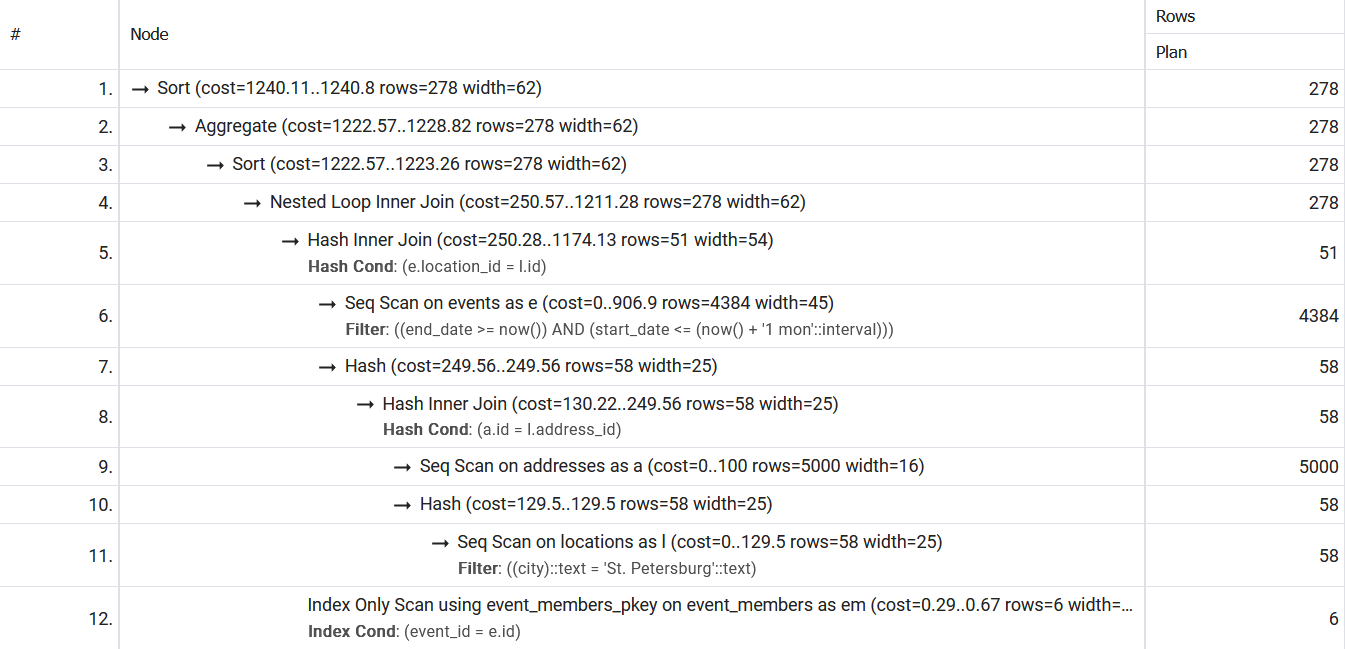 #
Node
Rows
Plan
1.
→ Sort (cost=1240.11..1240.8 rows=278 width=62)
278
2.
→ Aggregate (cost=1222.57..1228.82 rows=278 width=62)
278
3.
→ Sort (cost=1222.57..1223.26 rows=278 width=62)
278
4.
→ Nested Loop Inner Join (cost=250.57..1211.28 rows=278 width=62)
278
5.
→ Hash Inner Join (cost=250.28..1174.13 rows=51 width=54)
Hash Cond: (e.location_id = l.id)
51
6.
→ Seq Scan on events as e (cost=0..906.9 rows=4384 width=45)
Filter: ((end_date >= now()) AND (start_date <= (now() + '1 mon'::interval)))
4384
7.
→ Hash (cost=249.56..249.56 rows=58 width=25)
58
8.
→ Hash Inner Join (cost=130.22..249.56 rows=58 width=25)
Hash Cond: (a.id = l.address_id)
58
9.
→ Seq Scan on addresses as a (cost=0..100 rows=5000 width=16)
5000
10.
→ Hash (cost=129.5..129.5 rows=58 width=25)
58
11.
→ Seq Scan on locations as l (cost=0..129.5 rows=58 width=25)
Filter: ((city)::text = 'St. Petersburg'::text)
58
12.
Index Only Scan using event_members_pkey on event_members as em (cost=0.29..0.67 rows=6 width=…
Index Cond: (event_id = e.id)
6